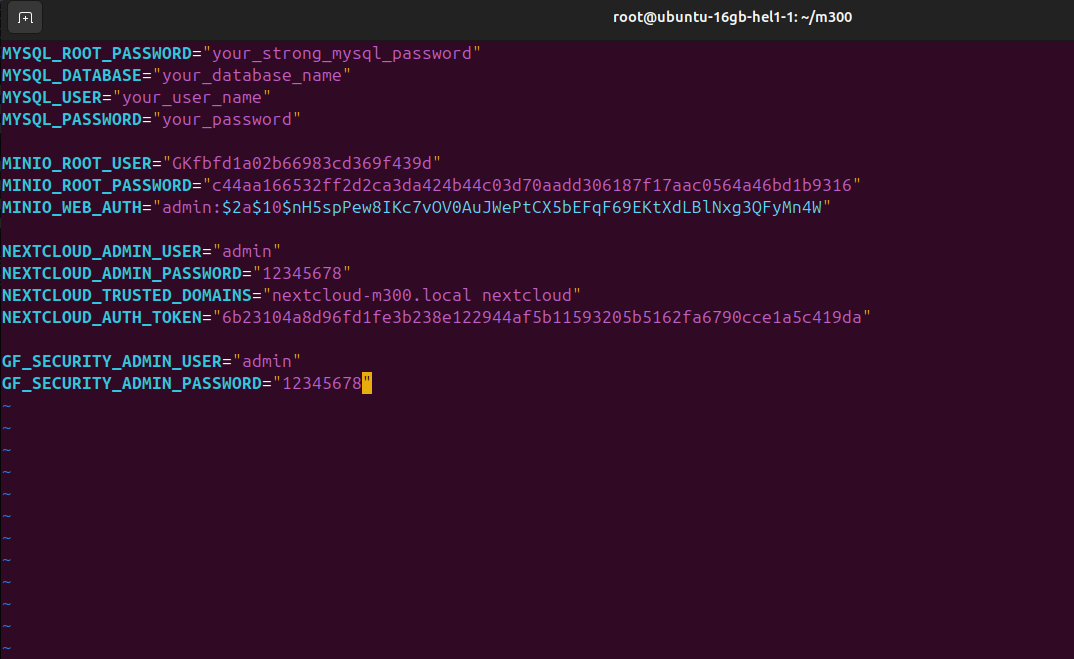 root@ubuntu-16gb-hel1-1: ~/m300
MYSQL_ROOT_PASSWORD="your_strong_mysql_password"
MYSQL_DATABASE="your_database_name"
MYSQL_USER="your_user_name"
MYSQL_PASSWORD="your_password"
MINIO_ROOT_USER="GKfbfd1a02b66983cd369f439d"
MINIO_ROOT_PASSWORD="c44aa166532ff2d2ca3da424b44c03d70aadd306187f17aac0564a46bd1b9316"
MINIO_WEB_AUTH="admin:$2a$10$nH5spPew8IKc7vOV0AuJWePtCX5bEFqF69EKtXdLBlNxg3QFyMn4W"
NEXTCLOUD_ADMIN_USER="admin"
NEXTCLOUD_ADMIN_PASSWORD="12345678"
NEXTCLOUD_TRUSTED_DOMAINS="nextcloud-m300.local nextcloud"
NEXTCLOUD_AUTH_TOKEN="6b23104a8d96fd1fe3b238e122944af5b11593205b5162fa6790cce1a5c419da"
GF_SECURITY_ADMIN_USER="admin"
GF_SECURITY_ADMIN_PASSWORD="12345678"
~
~
~
~
~
~
~
~
~
~
~
~